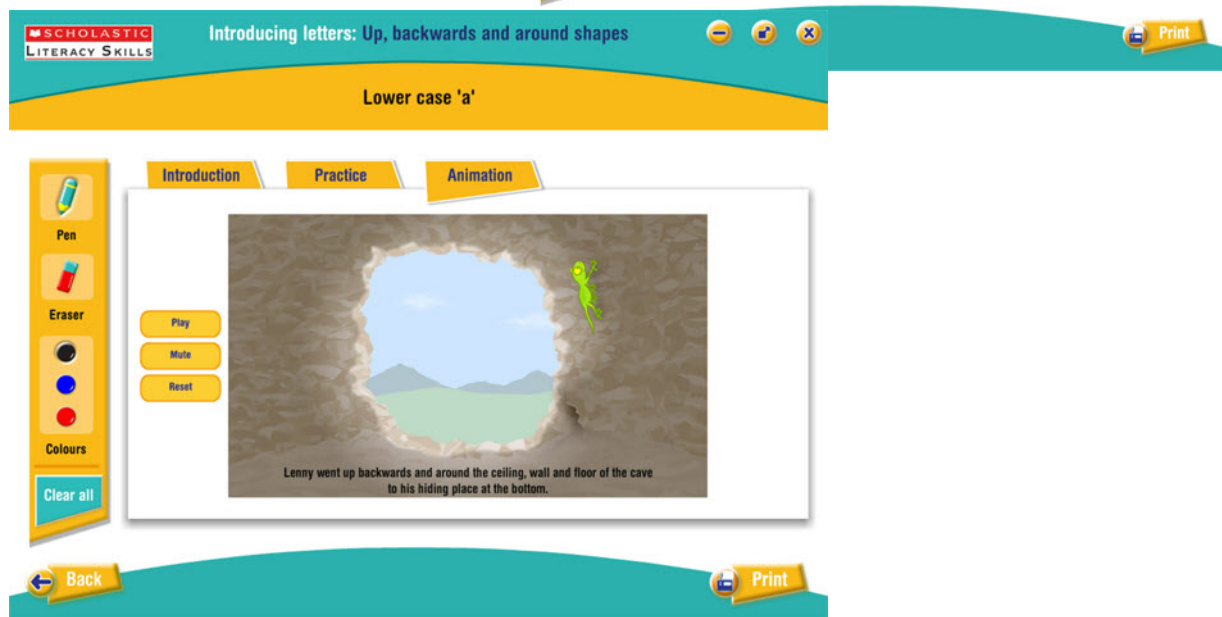 Print
SCHOLASTIC
LITERACY SKILLS
Introducing letters: Up, backwards and around shapes
Lower case 'a'
Introduction
Practice
Animation
Pen
Eraser
Colours
Clear all
Play
Mute
Reset
Lenny went up backwards and around the ceiling, wall and floor of the cave
to his hiding place at the bottom.
Back
Print